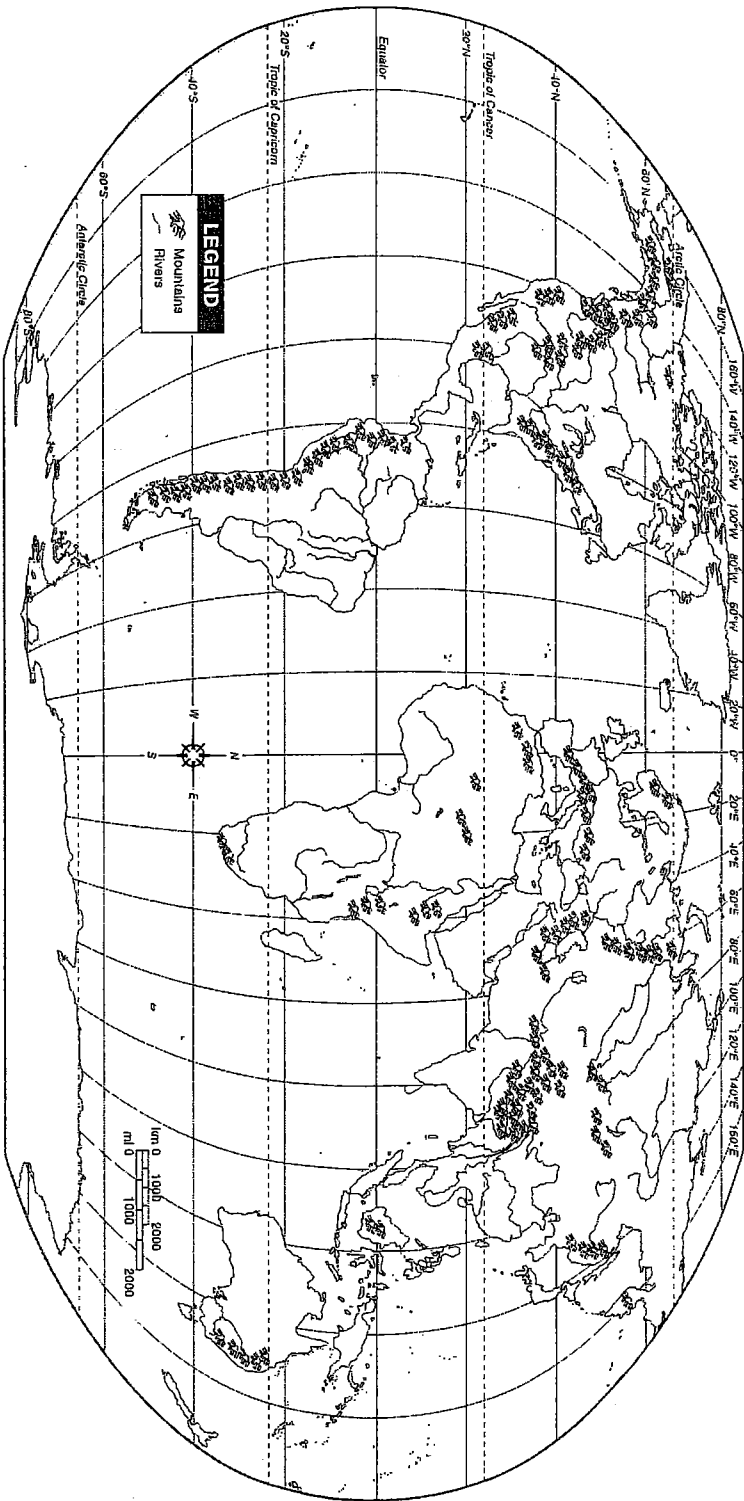 160°W 140°W 120°W 100°W 80°W 60°W 40°W 20°W 0° 20°E 40°E 60°E 80°E 100°E 120°E 140°E 160°E
80°N
Arctic Circle
60°N
40°N
Tropic of Cancer
20°N
Equator
20°S
Tropic of Capricorn
40°S
60°S
Antarctic Circle
80°S
LEGEND
Mountains
Rivers
N
W
E
S
km 0 1000 2000
mi 0 1000 2000